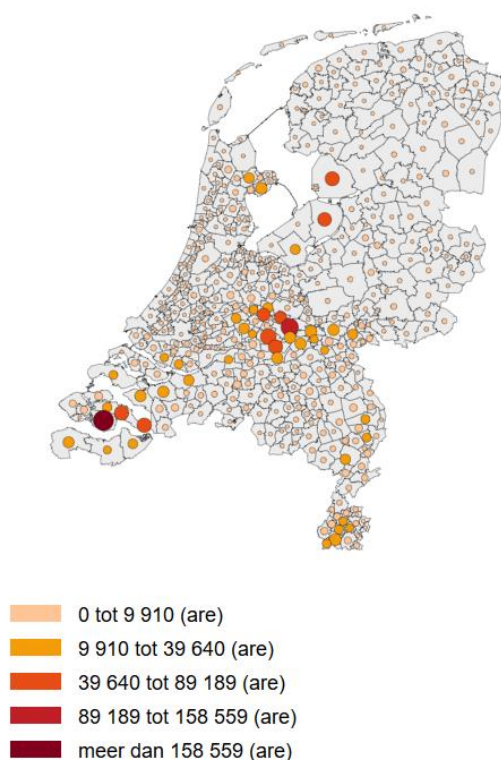 0 tot 9 910 (are)
9 910 tot 39 640 (are)
39 640 tot 89 189 (are)
89 189 tot 158 559 (are)
meer dan 158 559 (are)